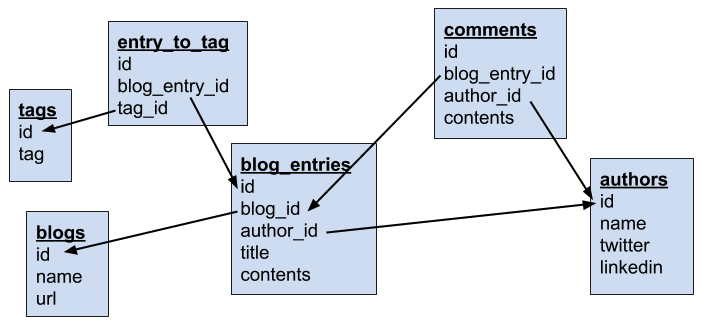 entry_to_tag
id
blog_entry_id
tag_id
comments
id
blog_entry_id
author_id
contents
tags
id
tag
blog_entries
id
blog_id
author_id
title
contents
authors
id
name
twitter
linkedin
blogs
id
name
url